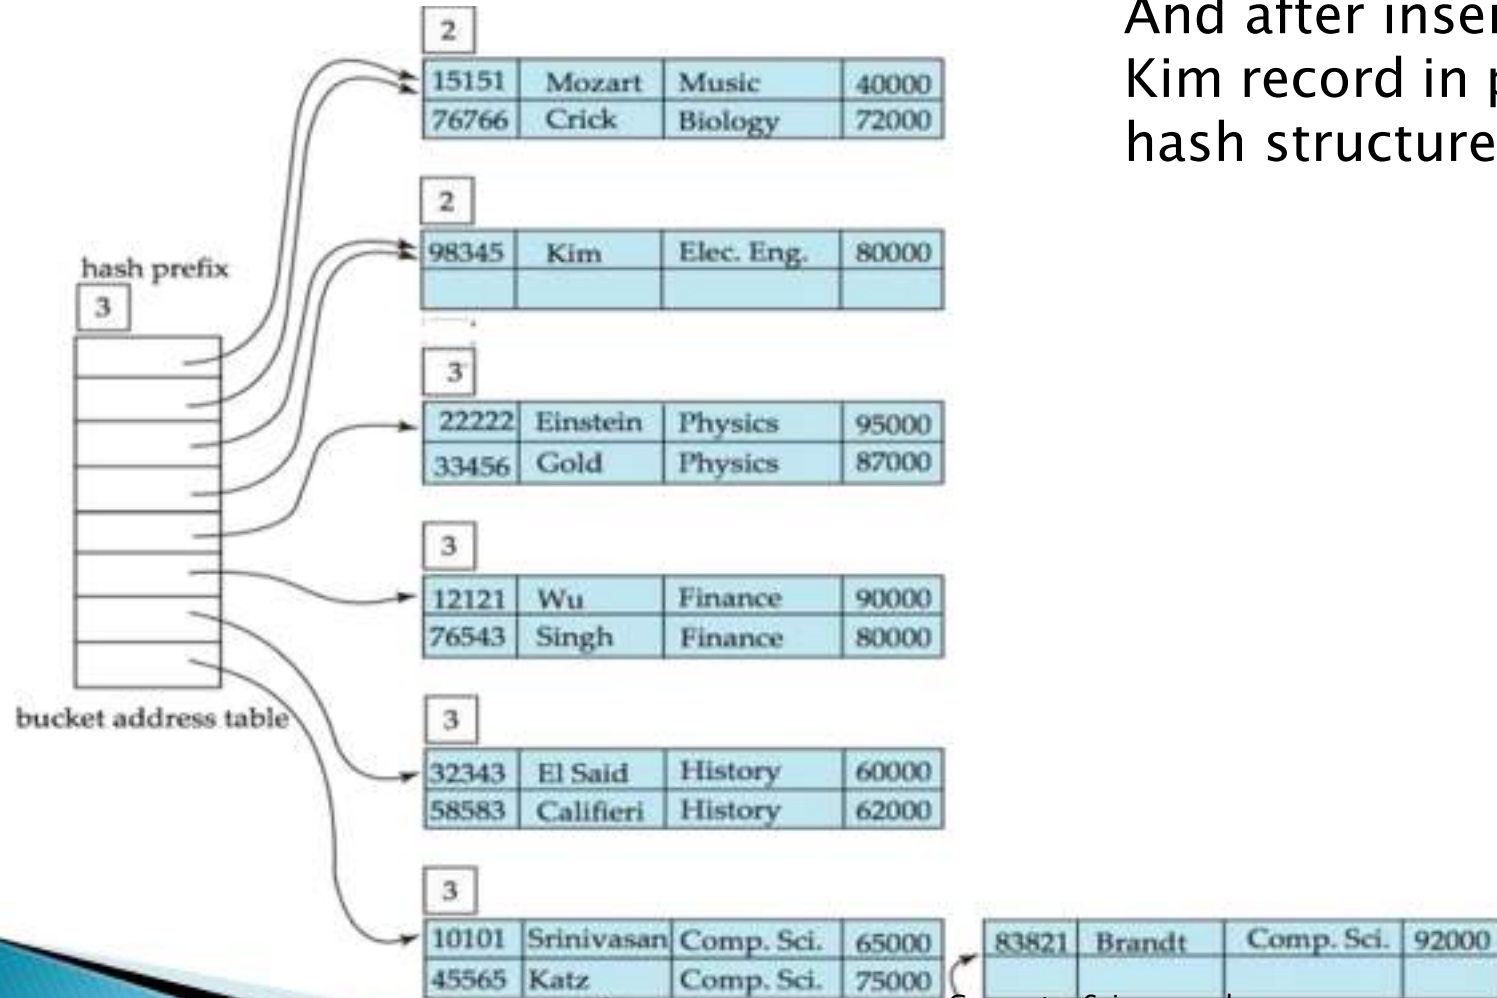 And after
Kim record in
hash structure
2
15151 Mozart Music 40000
76766 Crick Biology 72000
2
98345 Kim Elec. Eng. 80000
hash prefix
3
3
22222 Einstein Physics 95000
33456 Gold Physics 87000
3
12121 Wu Finance 90000
76543 Singh Finance 80000
bucket address table
3
32343 El Said History 60000
58583 Califieri History 62000
3
10101 Srinivasan Comp. Sci. 65000
45565 Katz Comp. Sci. 75000
83821 Brandt Comp. Sci. 92000